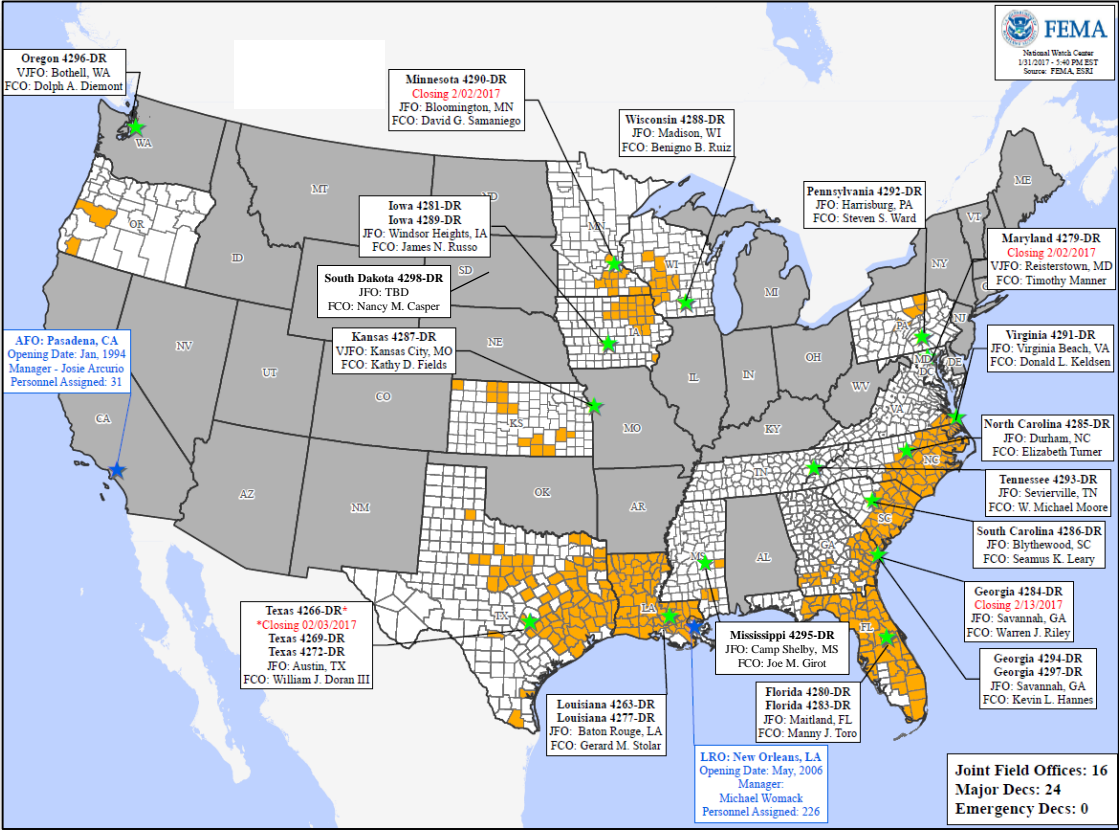 FEMA
National Watch Center
1/31/2017 - 5:40 PM EST
Source: FEMA, ESRI
Oregon 4296-DR
VJFO: Bothell, WA
FCO: Dolph A. Diemont
Minnesota 4290-DR
Closing 2/02/2017
JFO: Bloomington, MN
FCO: David G. Samaniego
Wisconsin 4288-DR
JFO: Madison, WI
FCO: Benigno B. Ruiz
Pennsylvania 4292-DR
JFO: Harrisburg, PA
FCO: Steven S. Ward
Iowa 4281-DR
Iowa 4289-DR
JFO: Windsor Heights, IA
FCO: James N. Russo
Maryland 4279-DR
Closing 2/02/2017
VJFO: Reisterstown, MD
FCO: Timothy Manner
South Dakota 4298-DR
JFO: TBD
FCO: Nancy M. Casper
Kansas 4287-DR
VJFO: Kansas City, MO
FCO: Kathy D. Fields
AFO: Pasadena, CA
Opening Date: Jan, 1994
Manager - Josie Arcurio
Personnel Assigned: 31
Virginia 4291-DR
JFO: Virginia Beach, VA
FCO: Donald L. Keldsen
North Carolina 4285-DR
JFO: Durham, NC
FCO: Elizabeth Turner
Tennessee 4293-DR
JFO: Sevierville, TN
FCO: W. Michael Moore
South Carolina 4286-DR
JFO: Blythewood, SC
FCO: Seamus K. Leary
Georgia 4284-DR
Closing 2/13/2017
JFO: Savannah, GA
FCO: Warren J. Riley
Georgia 4294-DR
Georgia 4297-DR
JFO: Savannah, GA
FCO: Kevin L. Hannes
Texas 4266-DR*
*Closing 02/03/2017
Texas 4269-DR
Texas 4272-DR
JFO: Austin, TX
FCO: William J. Doran III
Mississippi 4295-DR
JFO: Camp Shelby, MS
FCO: Joe M. Girot
Florida 4280-DR
Florida 4283-DR
JFO: Maitland, FL
FCO: Manny J. Toro
Louisiana 4263-DR
Louisiana 4277-DR
JFO: Baton Rouge, LA
FCO: Gerard M. Stolar
LRO: New Orleans, LA
Opening Date: May, 2006
Manager:
Michael Womack
Personnel Assigned: 226
Joint Field Offices: 16
Major Decs: 24
Emergency Decs: 0
WA
MT
ND
MN
ME
VT
OR
ID
SD
WI
MI
NY
NV
UT
NE
IA
PA
NJ
CA
CO
KS
IL
IN
OH
MD
DE
DC
WV
VA
MO
KY
AZ
NM
OK
AR
TN
NC
SC
TX
LA
MS
AL
GA
FL